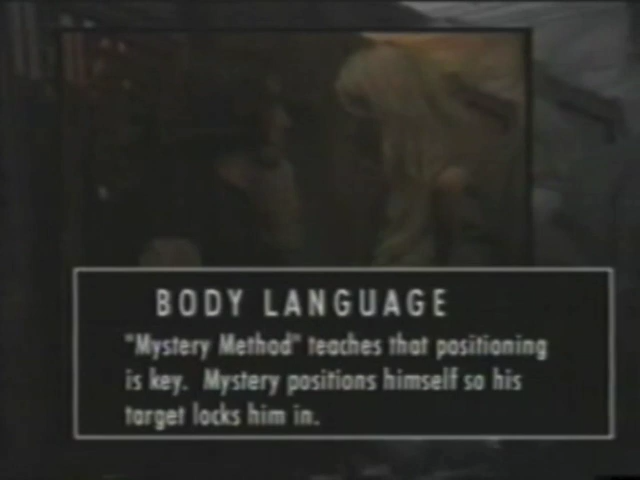 BODY LANGUAGE
"Mystery Method" teaches that positioning
is key. Mystery positions himself so his
target locks him in.